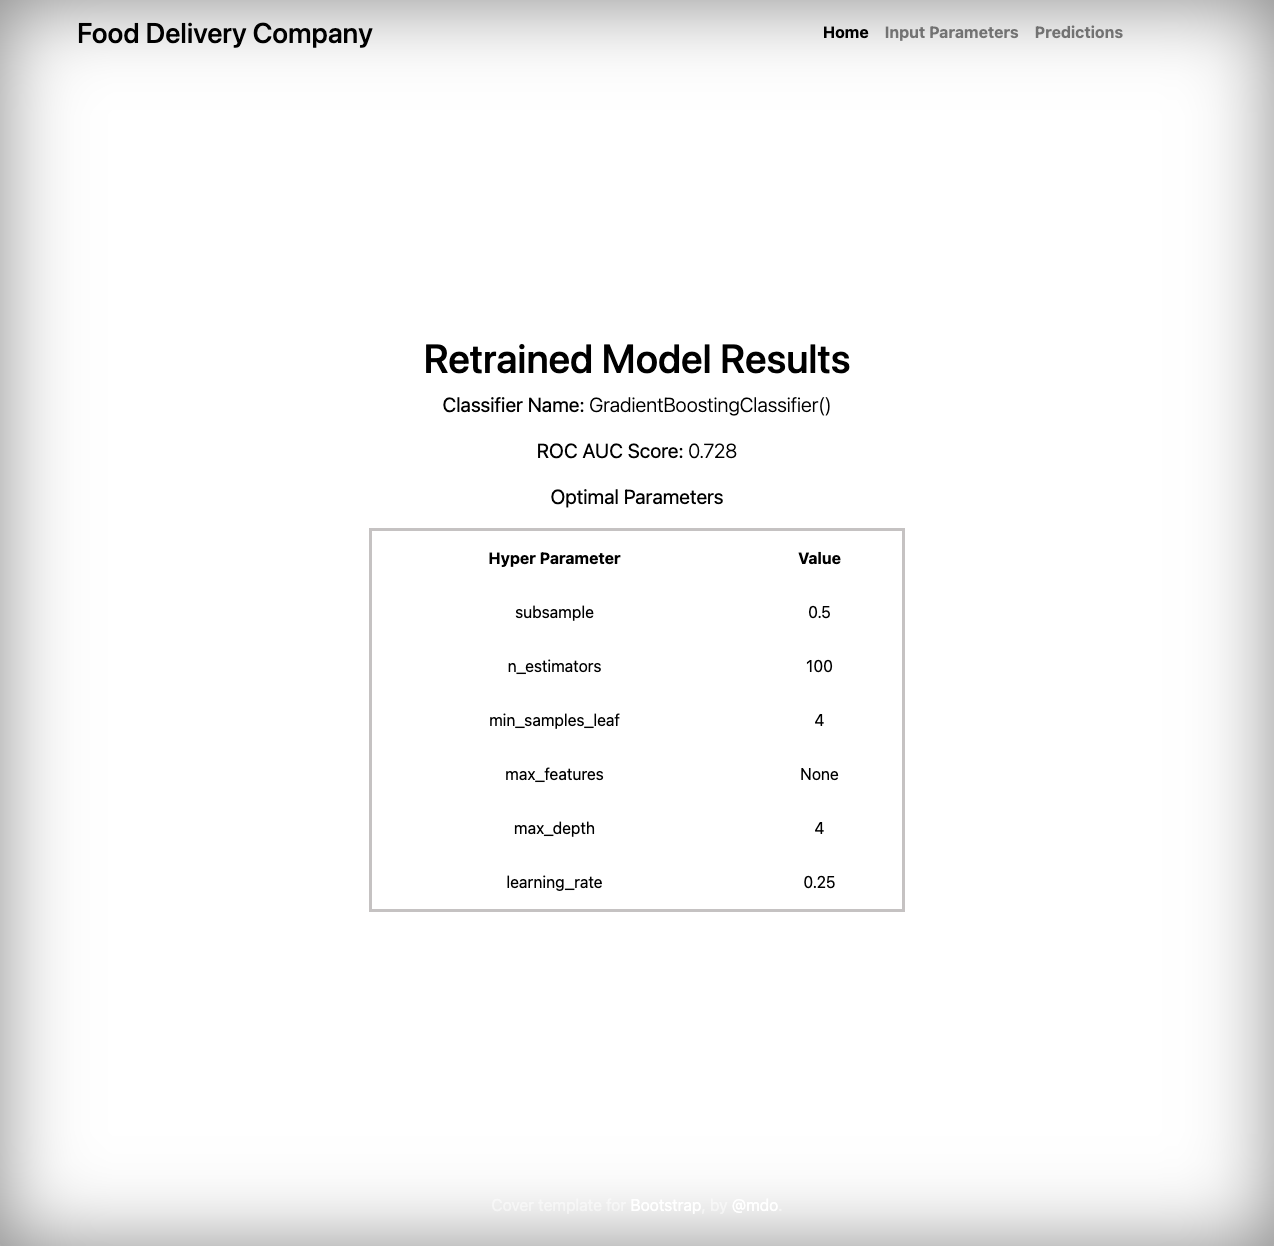 Food Delivery Company Home Input Parameters Predictions
Retrained Model Results
Classifier Name: GradientBoostingClassifier()
ROC AUC Score: 0.728
Optimal Parameters
Hyper Parameter Value
subsample 0.5
n_estimators 100
min_samples_leaf 4
max_features None
max_depth 4
learning_rate 0.25
Cover template for Bootstrap, by @mdo.